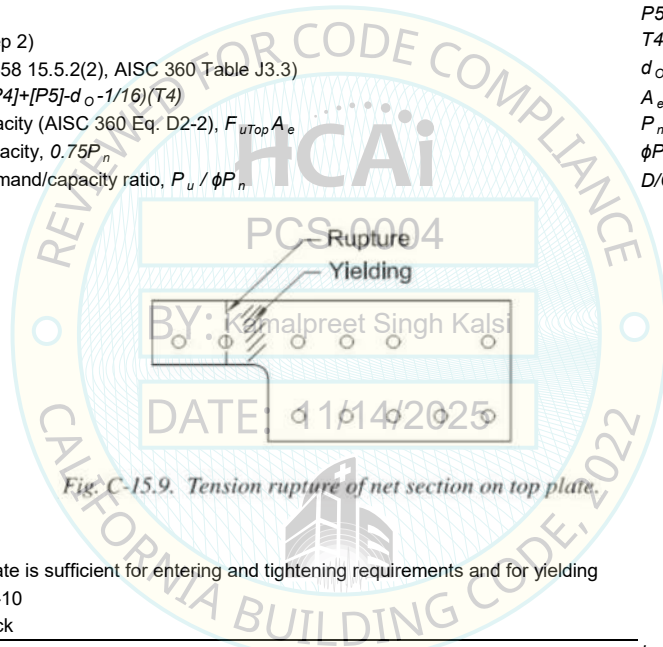 P5
ep 2)
T4
58 15.5.2(2), AISC 360 Table J3.3)
d O
P4]+[P5]-d O -1/16)(T4)
A e
acity (AISC 360 Eq. D2-2), F uTop A e
P n
acity, 0.75P n
ϕP
mand/capacity ratio, P u / ϕP n
D/
REVIEWED FOR CODE COMPLIANCE
HCAi
PCS-0004
Rupture
Yielding
BY: Kamalpreet Singh Kalsi
DATE: 11/14/2025
Fig. C-15.9. Tension rupture of net section on top plate.
ate is sufficient for entering and tightening requirements and for yielding
10
ck
CALIFORNIA BUILDING CODE, 2022